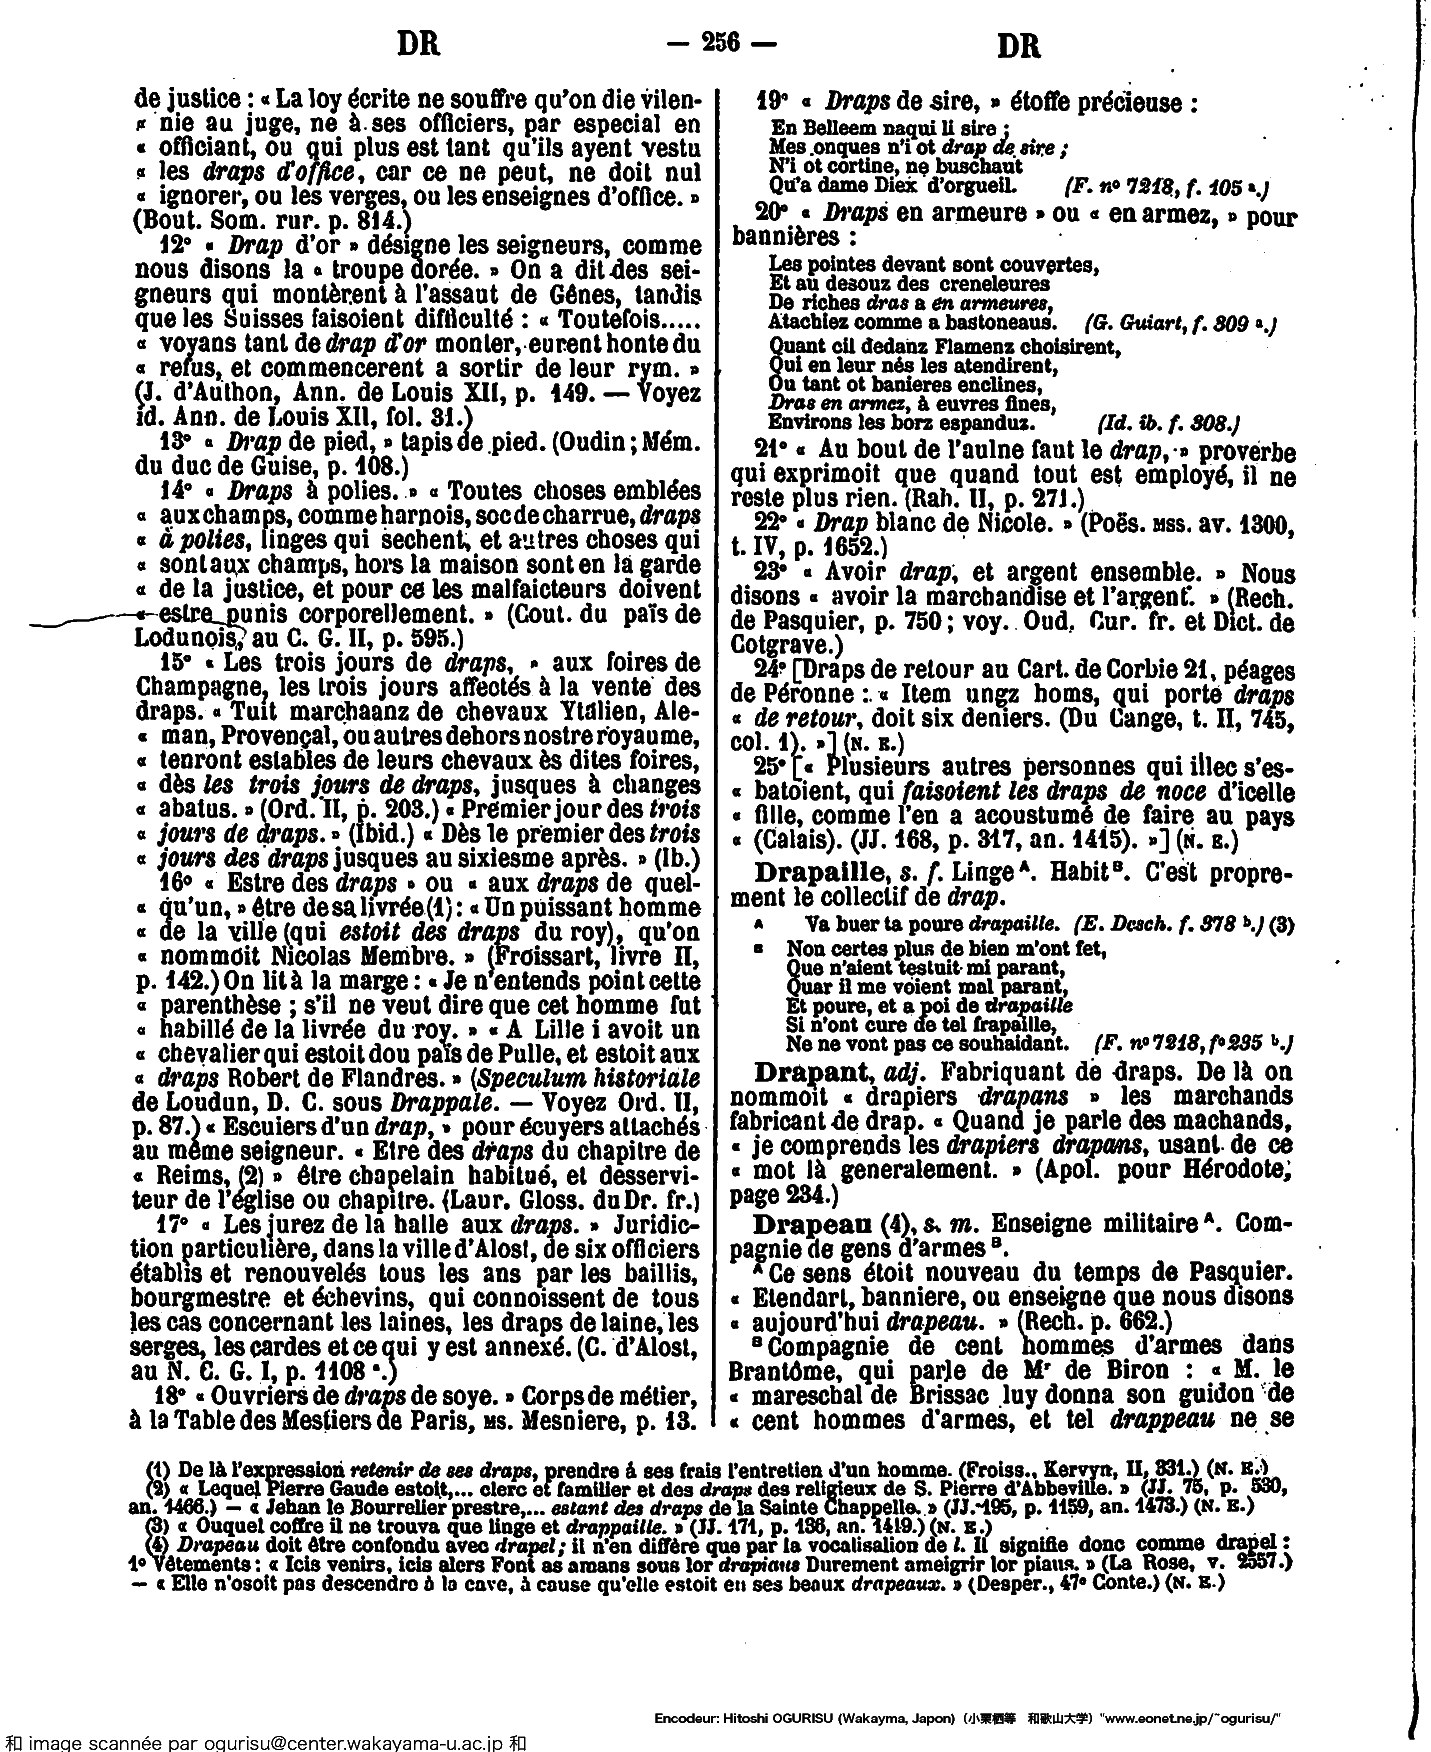 DR
— 256 —
DR
de justice : « La loy écrite ne souffre qu'on die vilen-
« nie au juge, ne à ses officiers, par especial en
« officiant, ou qui plus est tant qu'ils ayent vestu
« les draps d'office, car ce ne peut, ne doit nul
« ignorer, ou les verges, ou les enseignes d'office. »
(Bout. Som. rur. p. 814.)
12° « Drap d'or » désigne les seigneurs, comme
nous disons la « troupe dorée. » On a dit des sei-
gneurs qui montèrent à l'assaut de Gênes, tandis
que les Suisses faisoient difficulté : « Toutefois.....
« voyans tant de drap d'or monter, eurent honte du
« refus, et commencerent a sortir de leur rym. »
(J. d'Authon, Ann. de Louis XII, p. 149. — Voyez
id. Ann. de Louis XII, fol. 31.)
13° « Drap de pied, » tapis de pied. (Oudin ; Mém.
du duc de Guise, p. 108.)
14° « Draps à polies. » « Toutes choses emblées
« aux champs, comme harnois, soc de charrue, draps
« à polies, linges qui sechent, et autres choses qui
« sont aux champs, hors la maison sont en la garde
« de la justice, et pour ce les malfaicteurs doivent
« estre punis corporellement. » (Cout. du païs de
Lodunois, au C. G. II, p. 595.)
15° « Les trois jours de draps, » aux foires de
Champagne, les trois jours affectés à la vente des
draps. « Tuit marchaanz de chevaux Ytalien, Ale-
« man, Provençal, ou autres dehors nostre royaume,
« tenront estables de leurs chevaux ès dites foires,
« dès les trois jours de draps, jusques à changes
« abatus. » (Ord. II, p. 203.) « Premier jour des trois
« jours de draps. » (Ibid.) « Dès le premier des trois
« jours des draps jusques au sixiesme après. » (Ib.)
16° « Estre des draps » ou « aux draps de quel-
« qu'un, » être de sa livrée (1) : « Un puissant homme
« de la ville (qui estoit des draps du roy), qu'on
« nommoit Nicolas Membre. » (Froissart, livre II,
p. 142.) On lit à la marge : « Je n'entends point cette
« parenthèse ; s'il ne veut dire que cet homme fut
« habillé de la livrée du roy. » « A Lille i avoit un
« chevalier qui estoit dou païs de Pulle, et estoit aux
« draps Robert de Flandres. » (Speculum historiale
de Loudun, D. C. sous Drappale. — Voyez Ord. II,
p. 87.) « Escuiers d'un drap, » pour écuyers attachés
au même seigneur. « Etre des draps du chapitre de
« Reims, (2) » être chapelain habitué, et desservi-
teur de l'église ou chapitre. (Laur. Gloss. du Dr. fr.)
17° « Les jurez de la halle aux draps. » Juridic-
tion particulière, dans la ville d'Alost, de six officiers
établis et renouvelés tous les ans par les baillis,
bourgmestre et échevins, qui connoissent de tous
les cas concernant les laines, les draps de laine, les
serges, les cardes et ce qui y est annexé. (C. d'Alost,
au N. C. G. I, p. 1108 ª.)
18° « Ouvriers de draps de soye. » Corps de métier,
à la Table des Mestiers de Paris, MS. Mesniere, p. 13.
19° « Draps de sire, » étoffe précieuse :
En Belleem naqui li sire ;
Mes onques n'i ot drap de sire ;
N'i ot cortine, ne buschaut
Qu'a dame Diex d'orgueil. (F. n° 7218, f. 105 ª.)
20° « Draps en armeure » ou « en armez, » pour
bannières :
Les pointes devant sont couvertes,
Et au desouz des creneleures
De riches dras a en armeures,
Atachiez comme a bastoneaus. (G. Guiart, f. 309 ª.)
Quant cil dedanz Flamenz choisirent,
Qui en leur nés les atendirent,
Ou tant ot banieres enclines,
Dras en armez, à euvres fines,
Environs les borz espanduz. (Id. ib. f. 308.)
21° « Au bout de l'aulne faut le drap, » proverbe
qui exprimoit que quand tout est employé, il ne
reste plus rien. (Rab. II, p. 271.)
22° « Drap blanc de Nicole. » (Poës. MSS. av. 1300,
t. IV, p. 1652.)
23° « Avoir drap, et argent ensemble. » Nous
disons « avoir la marchandise et l'argent. » (Rech.
de Pasquier, p. 750 ; voy. Oud. Cur. fr. et Dict. de
Cotgrave.)
24° [Draps de retour au Cart. de Corbie 21, péages
de Péronne : « Item ungz homs, qui porte draps
« de retour, doit six deniers. (Du Cange, t. II, 745,
col. 1). »] (N. E.)
25° [« Plusieurs autres personnes qui illec s'es-
« batoient, qui faisoient les draps de noce d'icelle
« fille, comme l'en a acoustumé de faire au pays
« (Calais). (JJ. 168, p. 317, an. 1415). »] (N. E.)
Drapaille, s. f. Linge ᴬ. Habit ᴮ. C'est propre-
ment le collectif de drap.
ᴬ Va buer ta poure drapaille. (E. Desch. f. 378 ᵇ.) (3)
ᴮ Non certes plus de bien m'ont fet,
Que n'aient testuit mi parant,
Quar il me voient mal parant,
Et poure, et a poi de drapaille
Si n'ont cure de tel frapaille,
Ne ne vont pas ce souhaidant. (F. n° 7218, f° 235 ᵇ.)
Drapant, adj. Fabriquant de draps. De là on
nommoit « drapiers drapans » les marchands
fabricant de drap. « Quand je parle des machands,
« je comprends les drapiers drapans, usant de ce
« mot là generalement. » (Apol. pour Hérodote,
page 234.)
Drapeau (4), s. m. Enseigne militaire ᴬ. Com-
pagnie de gens d'armes ᴮ.
ᴬ Ce sens étoit nouveau du temps de Pasquier.
« Etendart, banniere, ou enseigne que nous disons
« aujourd'hui drapeau. » (Rech. p. 662.)
ᴮ Compagnie de cent hommes d'armes dans
Brantôme, qui parle de Mʳ de Biron : « M. le
« mareschal de Brissac luy donna son guidon de
« cent hommes d'armes, et tel drappeau ne se
(1) De là l'expression retenir de ses draps, prendre à ses frais l'entretien d'un homme. (Froiss., Kervyn, II, 331.) (N. E.)
(2) « Lequel Pierre Gaude estoit,... clerc et familier et des draps des religieux de S. Pierre d'Abbeville. » (JJ. 75, p. 530,
an. 1466.) — « Jehan le Bourrelier prestre,... estant des draps de la Sainte Chappelle. » (JJ. 195, p. 1159, an. 1473.) (N. E.)
(3) « Ouquel coffre il ne trouva que linge et drappaille. » (JJ. 171, p. 136, an. 1419.) (N. E.)
(4) Drapeau doit être confondu avec drapel ; il n'en diffère que par la vocalisation de l. Il signifie donc comme drapel :
1° Vêtements : « Icis venirs, icis alers Font as amans sous lor drapiaus Durement ameigrir lor piaus. » (La Rose, v. 2557.)
— « Elle n'osoit pas descendre à la cave, à cause qu'elle estoit en ses beaux drapeaux. » (Desper., 47ᵉ Conte.) (N. E.)
Encodeur: Hitoshi OGURISU (Wakayma, Japon) (小栗栖等 和歌山大学) "www.eonet.ne.jp/~ogurisu/"
和 image scannée par ogurisu@center.wakayama-u.ac.jp 和